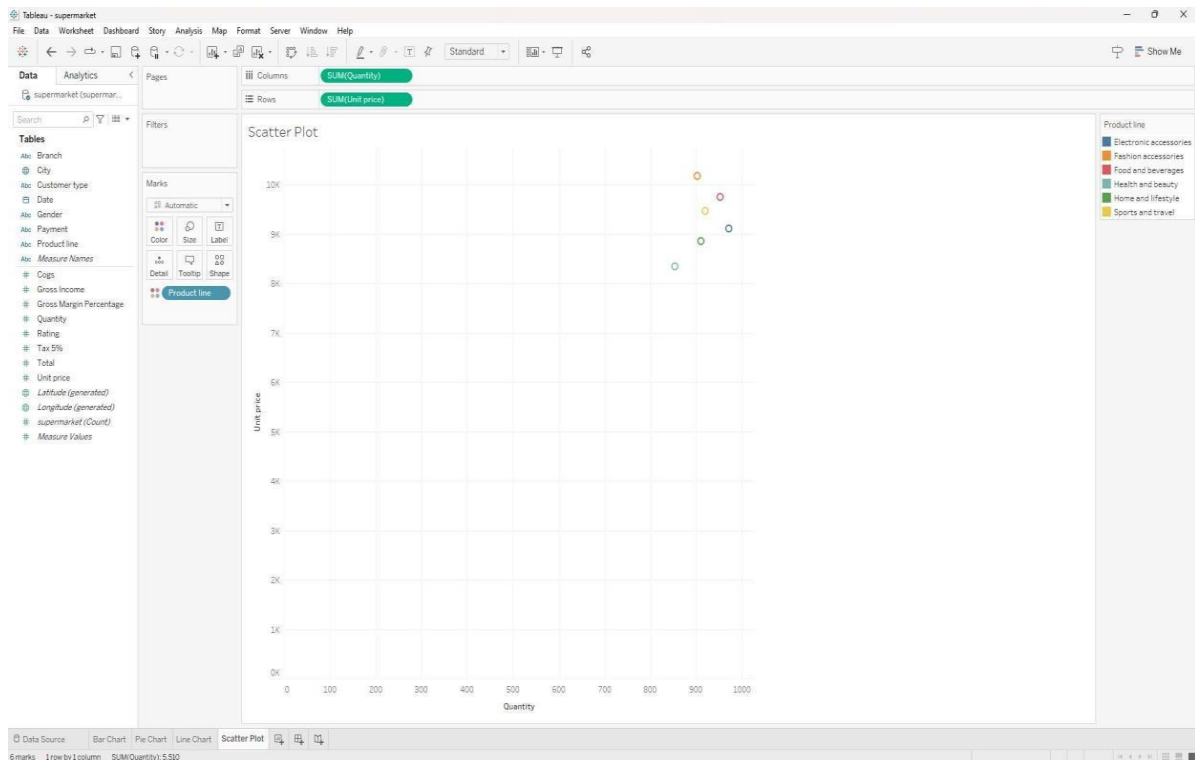 Tableau - supermarket
File Data Worksheet Dashboard Story Analysis Map Format Server Window Help
Standard
Show Me
Data Analytics
supermarket (supermar...
Search
Tables
Abc Branch
City
Abc Customer type
Date
Abc Gender
Abc Payment
Abc Product line
Abc Measure Names
# Cogs
# Gross Income
# Gross Margin Percentage
# Quantity
# Rating
# Tax 5%
# Total
# Unit price
Latitude (generated)
Longitude (generated)
# supermarket (Count)
# Measure Values
Pages
Filters
Marks
Automatic
Color Size Label
Detail Tooltip Shape
Product line
Columns SUM(Quantity)
Rows SUM(Unit price)
Scatter Plot
10K
9K
8K
7K
6K
5K
4K
3K
2K
1K
0K
Unit price
0 100 200 300 400 500 600 700 800 900 1000
Quantity
Product line
Electronic accessories
Fashion accessories
Food and beverages
Health and beauty
Home and lifestyle
Sports and travel
Data Source Bar Chart Pie Chart Line Chart Scatter Plot
6 marks 1 row by 1 column SUM(Quantity): 5,510